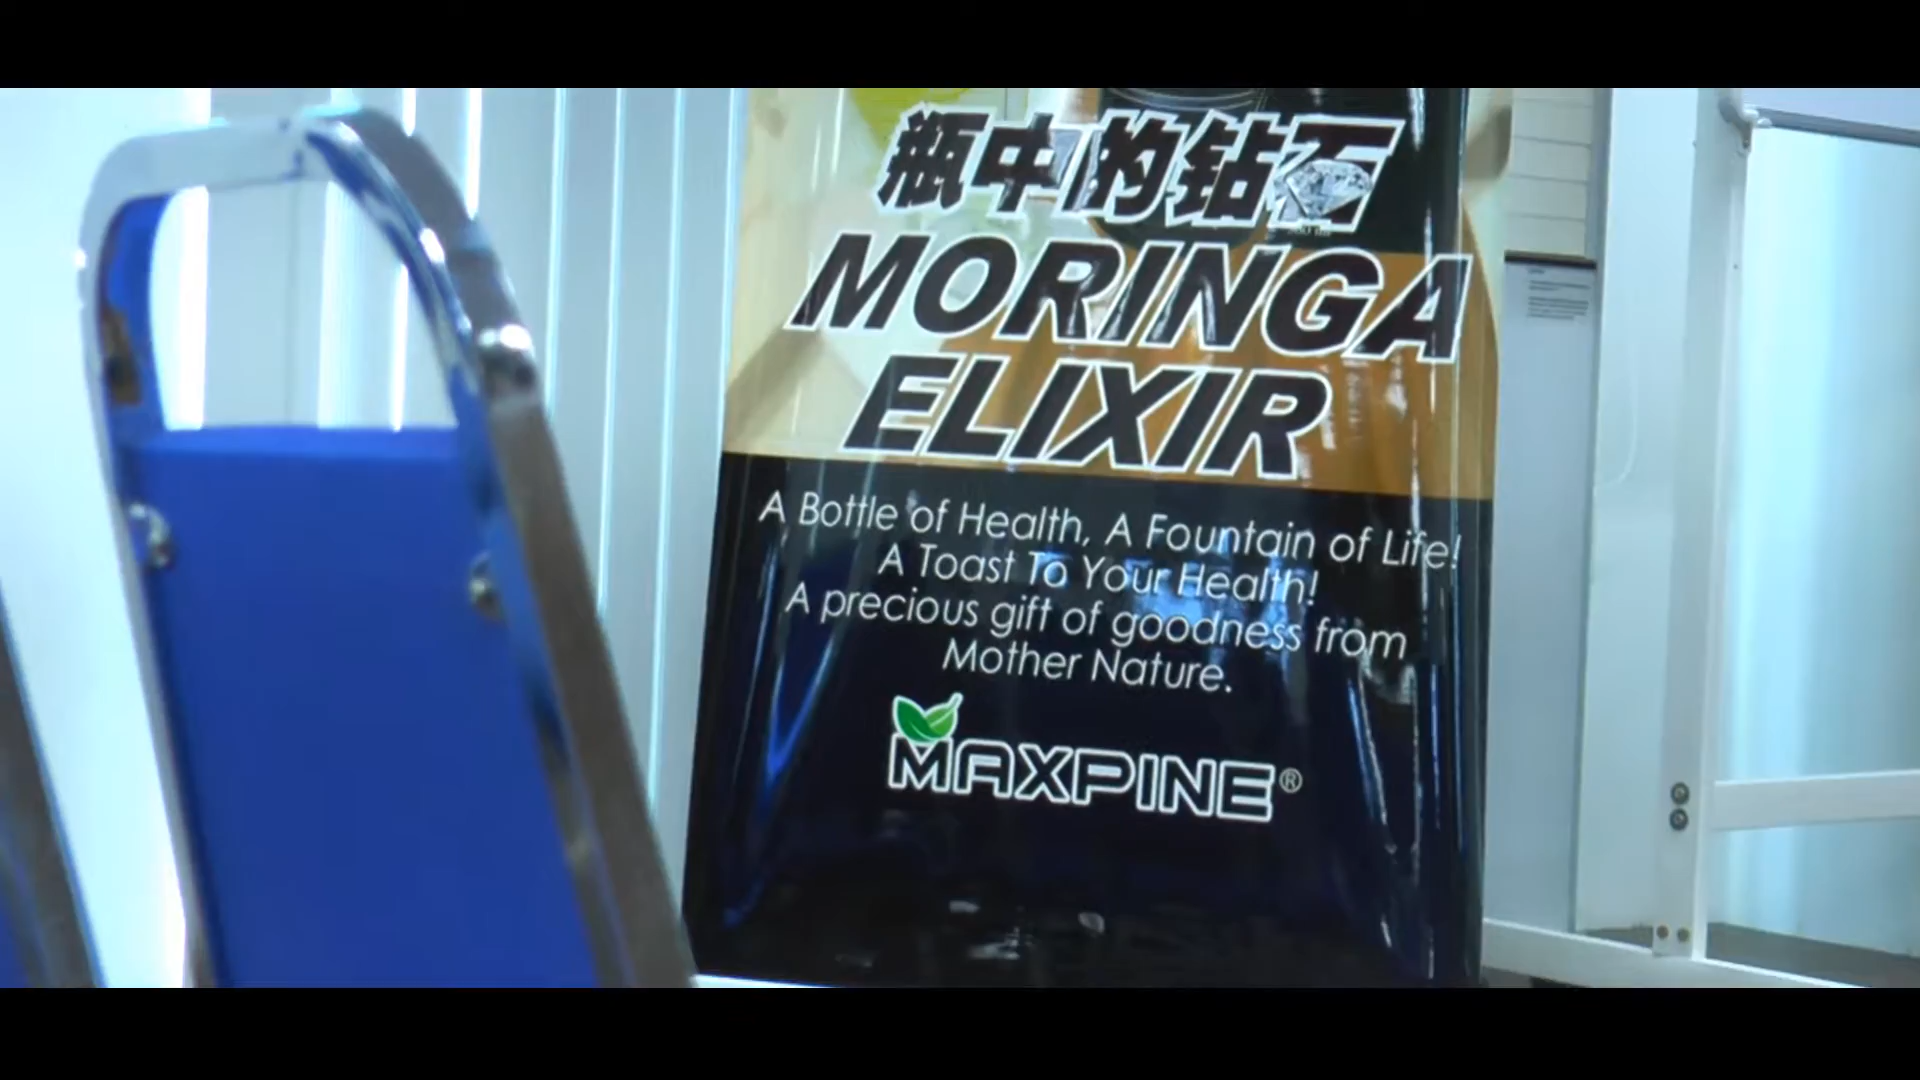 瓶中的钻石
MORINGA
ELIXIR
A Bottle of Health, A Fountain of Life!
A Toast To Your Health!
A precious gift of goodness from
Mother Nature.
MAXPINE®